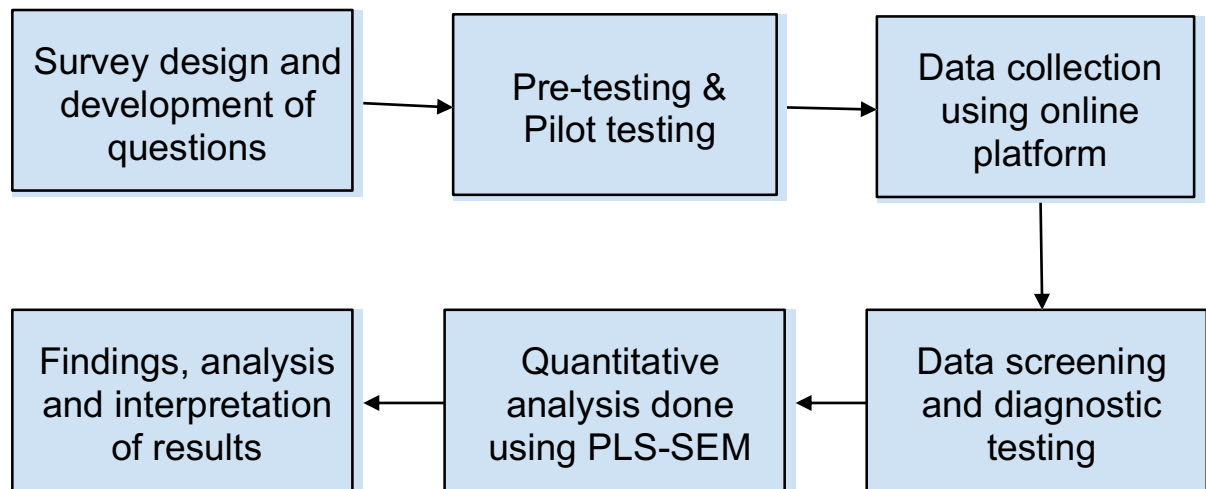 Survey design and
development of
questions
Pre-testing &
Pilot testing
Data collection
using online
platform
Data screening
and diagnostic
testing
Quantitative
analysis done
using PLS-SEM
Findings, analysis
and interpretation
of results